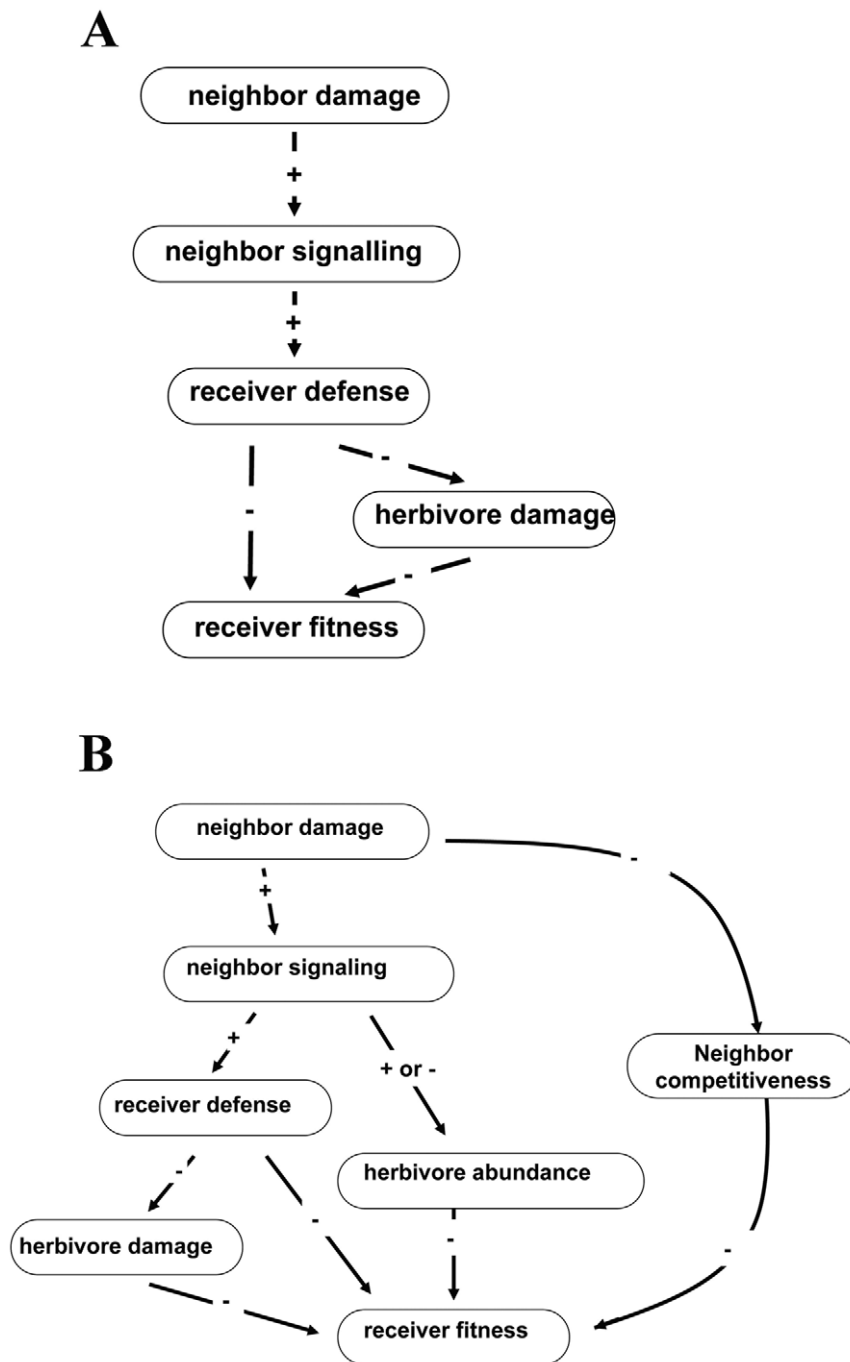 A
neighbor damage
+
neighbor signalling
+
receiver defense
-
-
herbivore damage
-
receiver fitness
B
neighbor damage
-
+
neighbor signaling
+
+ or -
Neighbor
competitiveness
receiver defense
herbivore abundance
-
-
-
herbivore damage
-
-
receiver fitness